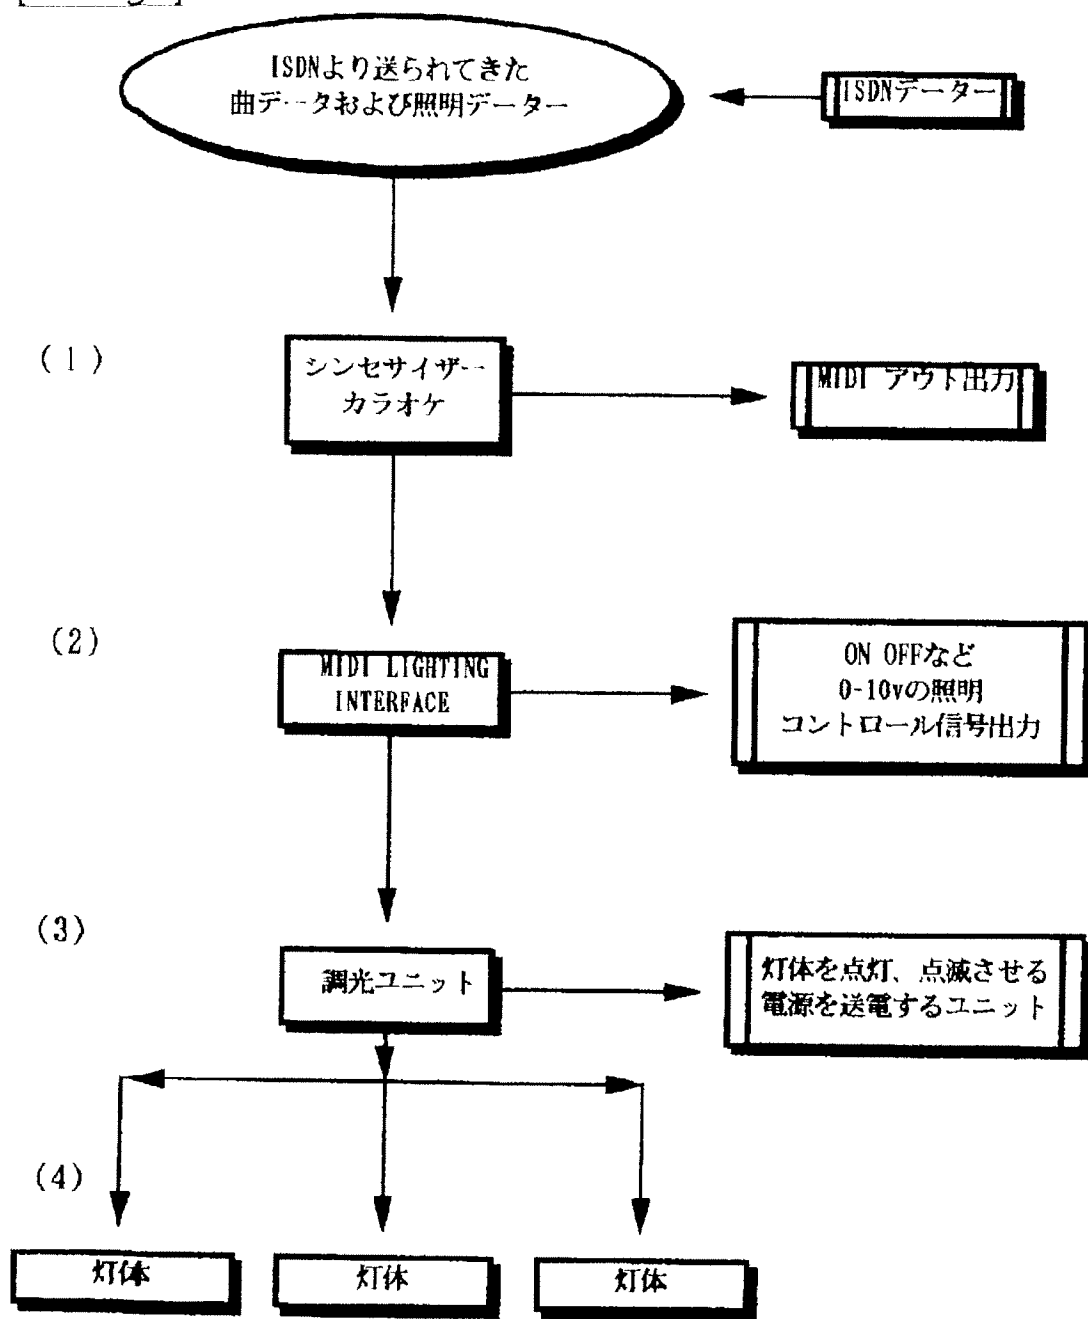 ISDNより送られてきた
曲データおよび照明データー
ISDNデーター
(1)
シンセサイザー
カラオケ
MIDI アウト出力
(2)
MIDI LIGHTING
INTERFACE
ON OFFなど
0-10vの照明
コントロール信号出力
(3)
調光ユニット
灯体を点灯、点滅させる
電源を送電するユニット
(4)
灯体
灯体
灯体